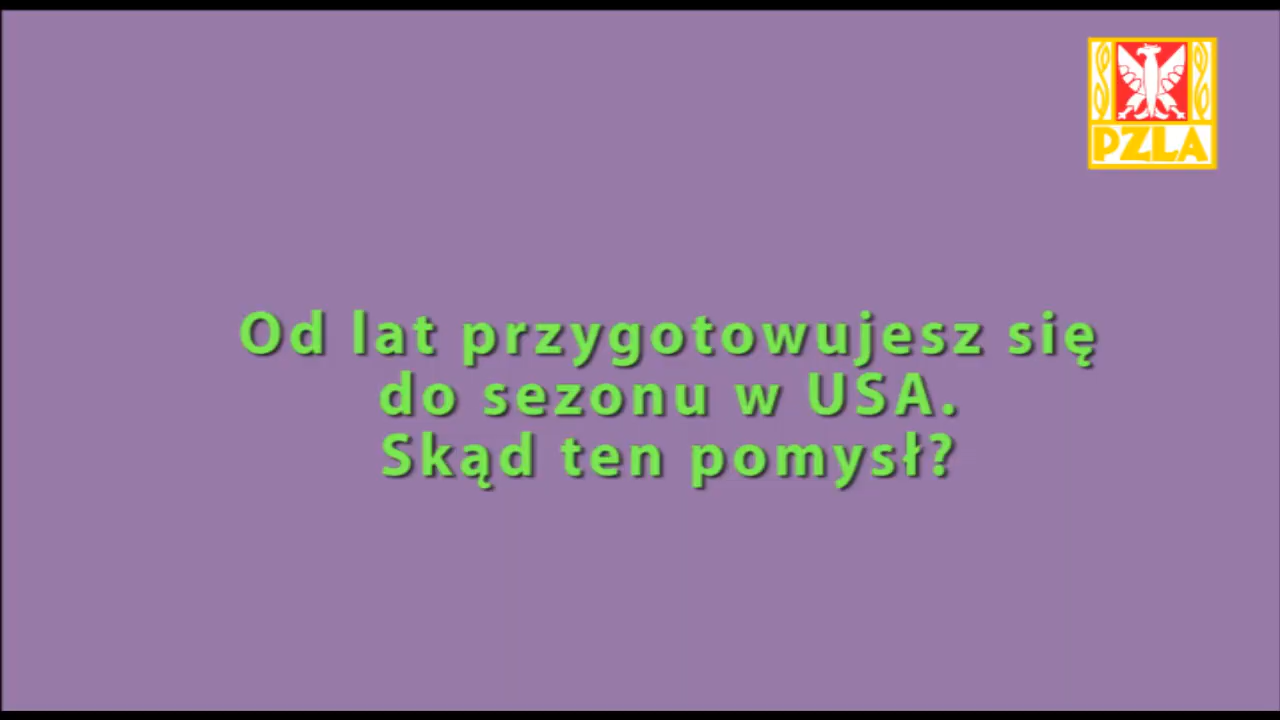 PZLA
Od lat przygotowujesz się
do sezonu w USA.
Skąd ten pomysł?